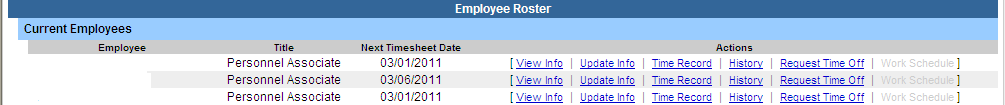 Employee Roster
Current Employees
Employee Title Next Timesheet Date Actions
Personnel Associate 03/01/2011 [ View Info | Update Info | Time Record | History | Request Time Off | Work Schedule ]
Personnel Associate 03/06/2011 [ View Info | Update Info | Time Record | History | Request Time Off | Work Schedule ]
Personnel Associate 03/01/2011 [ View Info | Update Info | Time Record | History | Request Time Off | Work Schedule ]